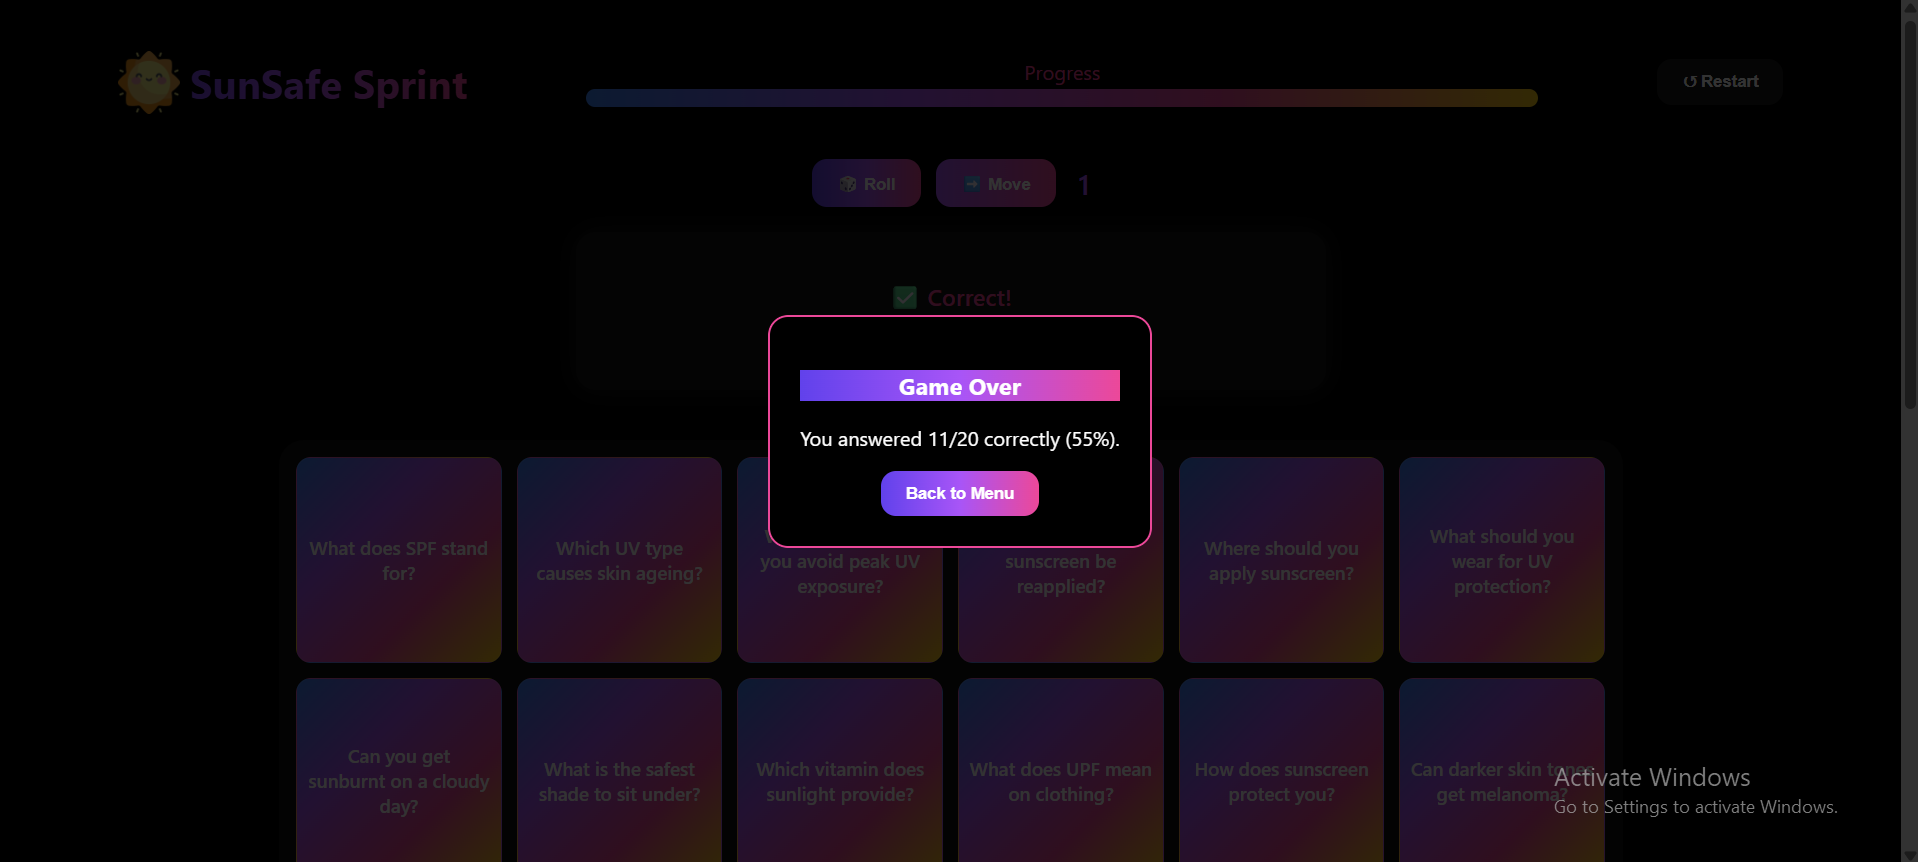 SunSafe Sprint
Progress
↺ Restart
🎲 Roll
➡️ Move
1
✅ Correct!
Game Over
You answered 11/20 correctly (55%).
Back to Menu
What does SPF stand
for?
Which UV type
causes skin ageing?
you avoid peak UV
exposure?
sunscreen be
reapplied?
Where should you
apply sunscreen?
What should you
wear for UV
protection?
Can you get
sunburnt on a cloudy
day?
What is the safest
shade to sit under?
Which vitamin does
sunlight provide?
What does UPF mean
on clothing?
How does sunscreen
protect you?
Can darker skin tones
get melanoma?
Activate Windows
Go to Settings to activate Windows.